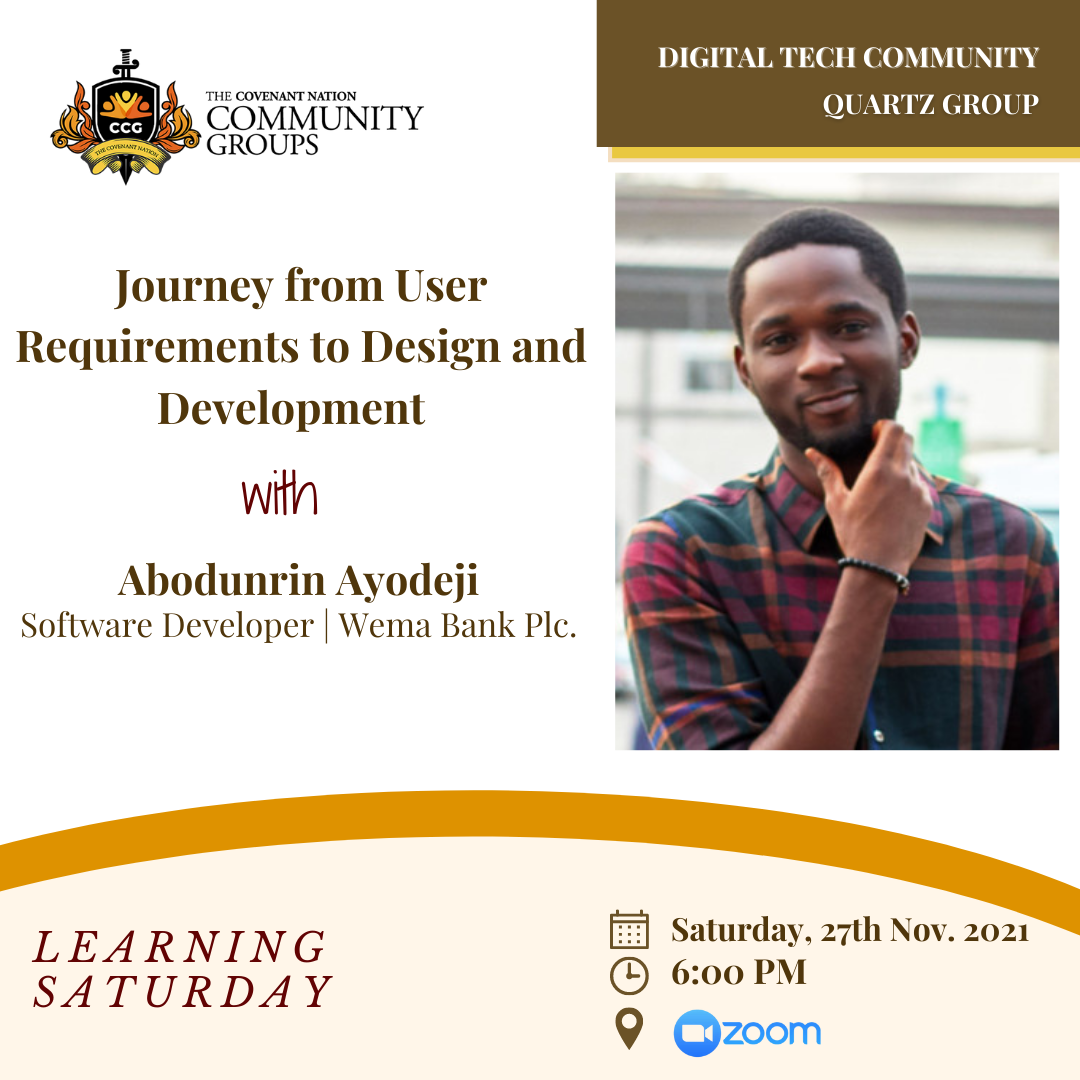 CCG
THE COVENANT NATION
THE COVENANT NATION
COMMUNITY
GROUPS
DIGITAL TECH COMMUNITY
QUARTZ GROUP
Journey from User
Requirements to Design and
Development
with
Abodunrin Ayodeji
Software Developer | Wema Bank Plc.
LEARNING
SATURDAY
Saturday, 27th Nov. 2021
6:00 PM
zoom